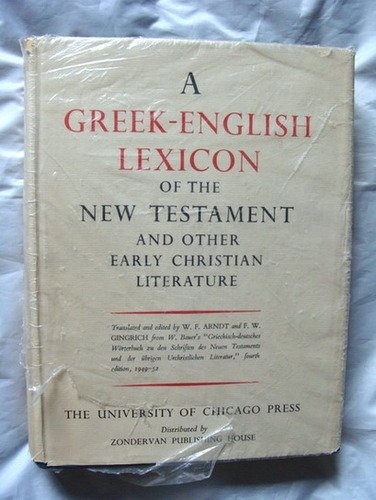 A
GREEK-ENGLISH
LEXICON
OF THE
NEW TESTAMENT
AND OTHER
EARLY CHRISTIAN
LITERATURE
Translated and edited by W. F. ARNDT and F. W.
GINGRICH from W. Bauer's "Griechisch-deutsches
Wörterbuch zu den Schriften des Neuen Testaments
und der übrigen Urchristlichen Literatur," fourth
edition, 1949-52
THE UNIVERSITY OF CHICAGO PRESS
Distributed by
ZONDERVAN PUBLISHING HOUSE